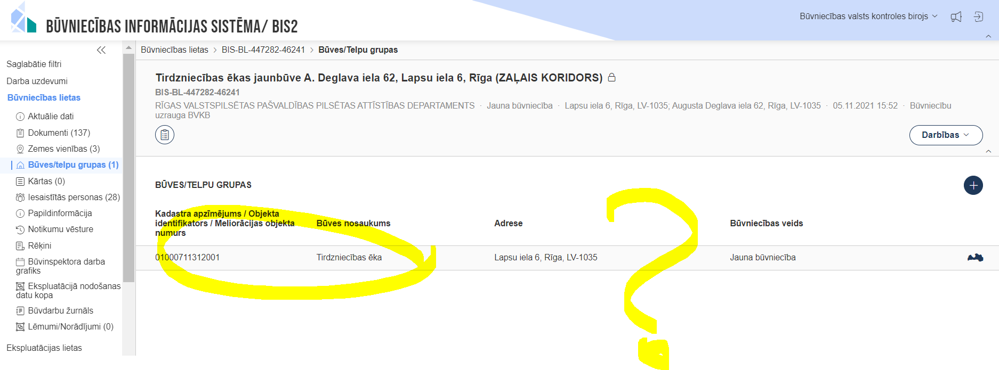 BŪVNIECĪBAS INFORMĀCIJAS SISTĒMA/ BIS2
Būvniecības valsts kontroles birojs
Saglabātie filtri
Darba uzdevumi
Būvniecības lietas
Aktuālie dati
Dokumenti (137)
Zemes vienības (3)
Būves/telpu grupas (1)
Kārtas (0)
Iesaistītās personas (28)
Papildinformācija
Notikumu vēsture
Rēķini
Būvinspektora darba
grafiks
Ekspluatācijā nodošanas
datu kopa
Būvdarbu žurnāls
Lēmumi/Norādījumi (0)
Ekspluatācijas lietas
Būvniecības lietas > BIS-BL-447282-46241 > Būves/Telpu grupas
Tirdzniecības ēkas jaunbūve A. Deglava iela 62, Lapsu iela 6, Rīga (ZAĻAIS KORIDORS)
BIS-BL-447282-46241
RĪGAS VALSTSPILSĒTAS PAŠVALDĪBAS PILSĒTAS ATTĪSTĪBAS DEPARTAMENTS · Jauna būvniecība · Lapsu iela 6, Rīga, LV-1035; Augusta Deglava iela 62, Rīga, LV-1035 · 05.11.2021 15:52 · Būvniecību
uzrauga BVKB
Darbības
BŪVES/TELPU GRUPAS
Kadastra apzīmējums / Objekta
identifikators / Meliorācijas objekta
numurs
Būves nosaukums
Adrese
Būvniecības veids
01000711312001
Tirdzniecības ēka
Lapsu iela 6, Rīga, LV-1035
Jauna būvniecība
?